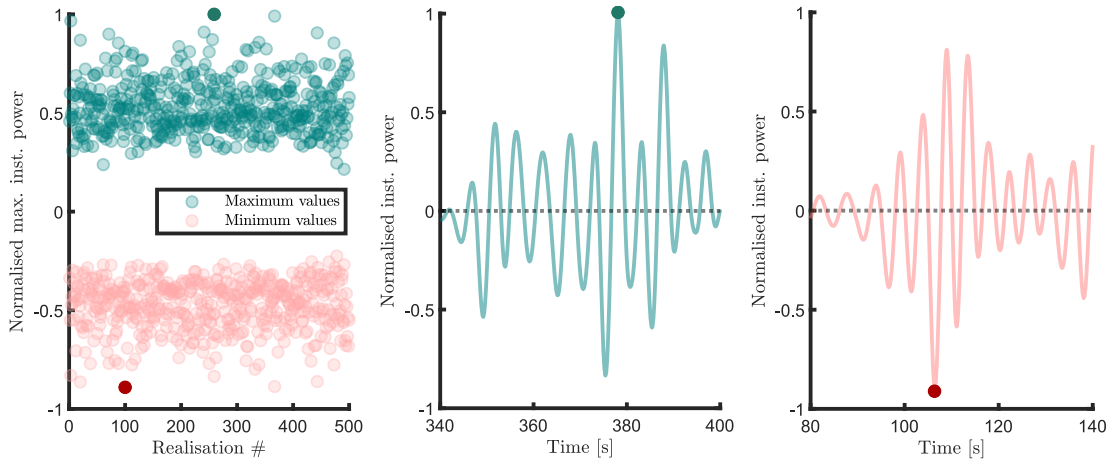 Normalised max. inst. power
1
0.5
0
-0.5
-1
Maximum values
Minimum values
0 100 200 300 400 500
Realisation #
Normalised inst. power
1
0.5
0
-0.5
-1
340 360 380 400
Time [s]
Normalised inst. power
1
0.5
0
-0.5
-1
80 100 120 140
Time [s]